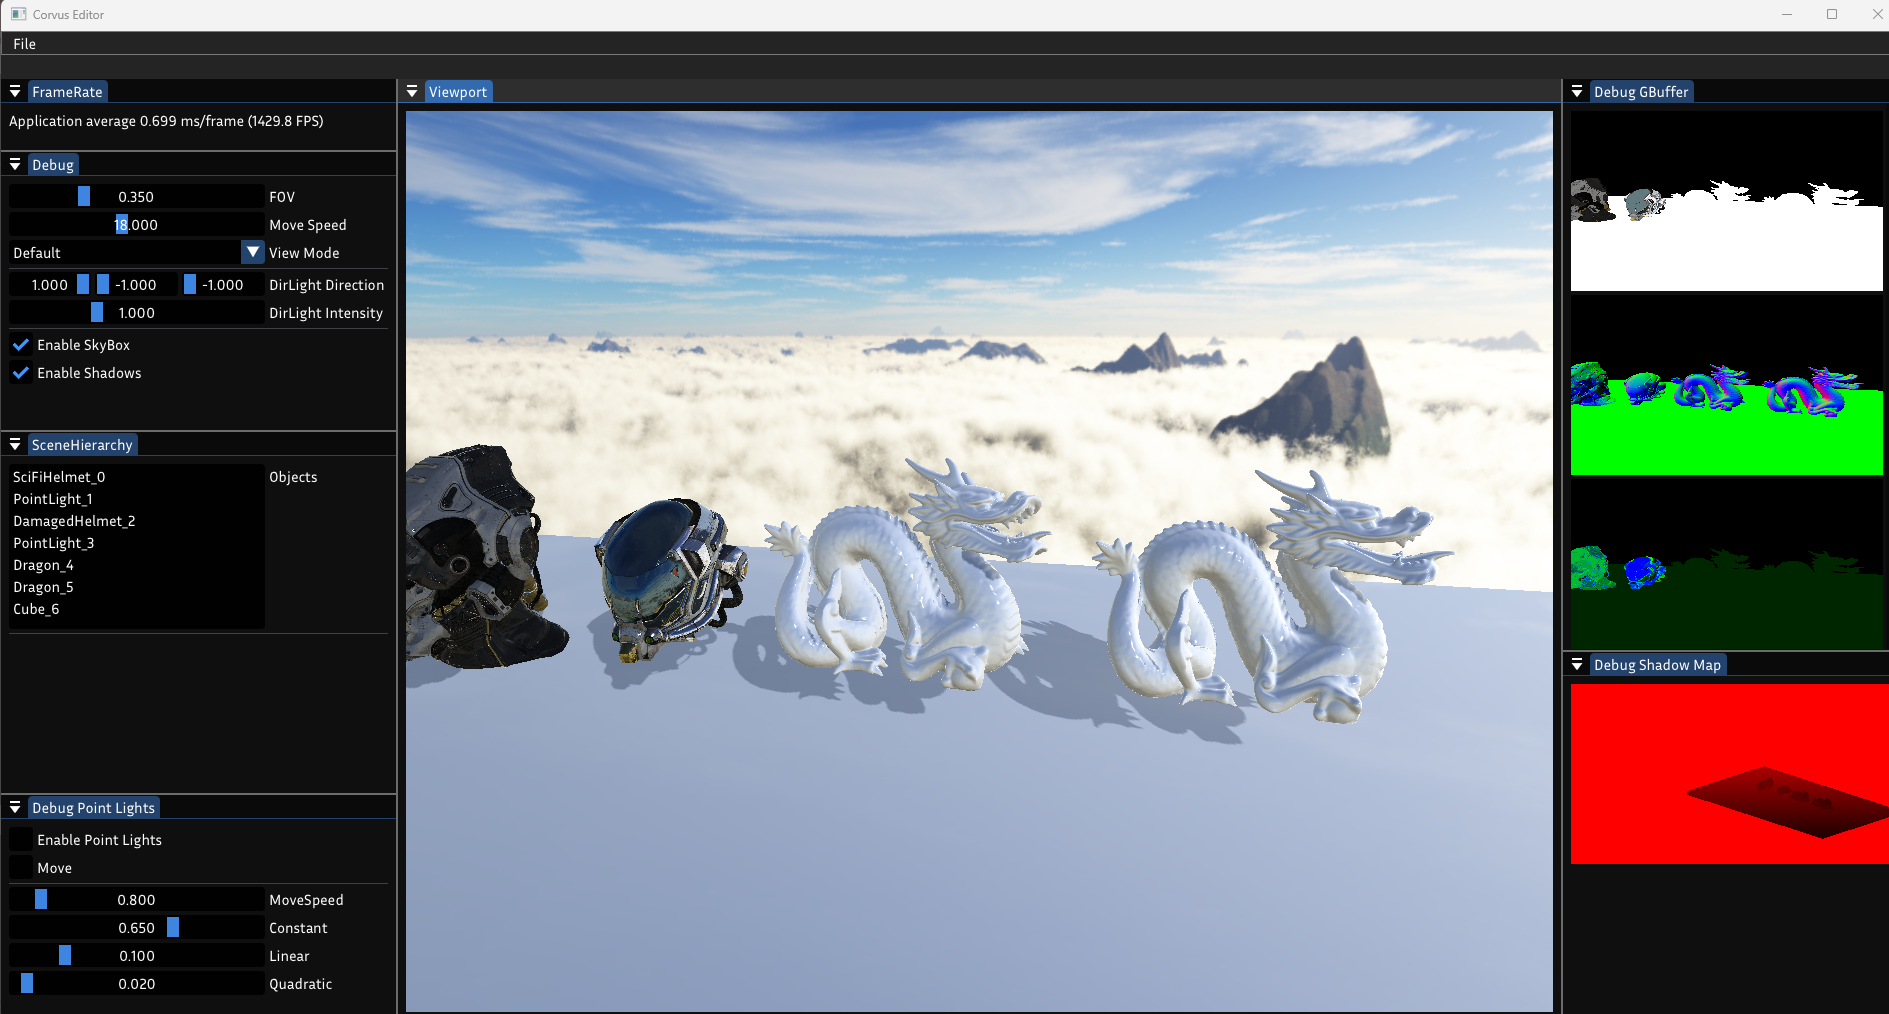 Corvus Editor
File
FrameRate
Application average 0.699 ms/frame (1429.8 FPS)
Debug
0.350 FOV
18.000 Move Speed
Default View Mode
1.000 -1.000 -1.000 DirLight Direction
1.000 DirLight Intensity
Enable SkyBox
Enable Shadows
SceneHierarchy
SciFiHelmet_0 Objects
PointLight_1
DamagedHelmet_2
PointLight_3
Dragon_4
Dragon_5
Cube_6
Debug Point Lights
Enable Point Lights
Move
0.800 MoveSpeed
0.650 Constant
0.100 Linear
0.020 Quadratic
Viewport
Debug GBuffer
Debug Shadow Map